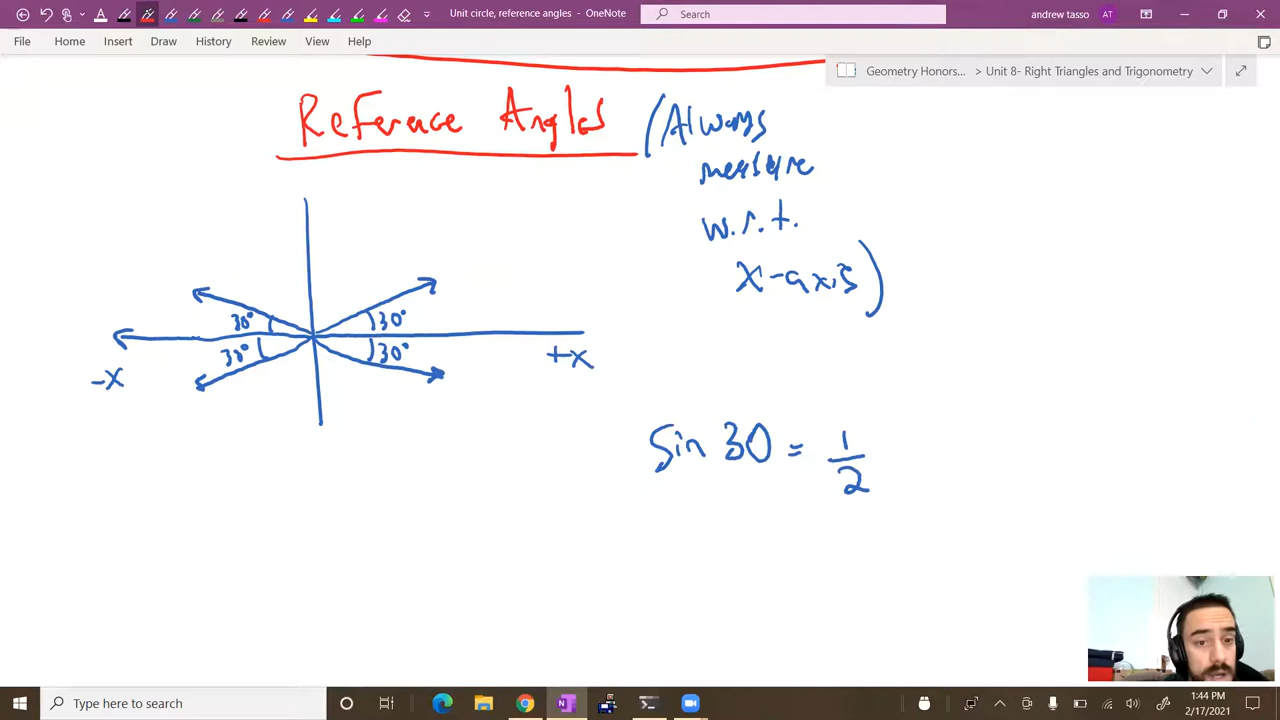 Unit circle, reference angles - OneNote
Search
andrew tasso
AT
File Home Insert Draw History Review View Help
Geometry Honors... > Unit 8- Right Triangles and Trigonometry
Reference Angles (Always
measure
w.r.t.
x-axis)
30° 30°
30° 30°
-x +x
sin 30 = 1/2
Type here to search
1:44 PM
2/17/2021